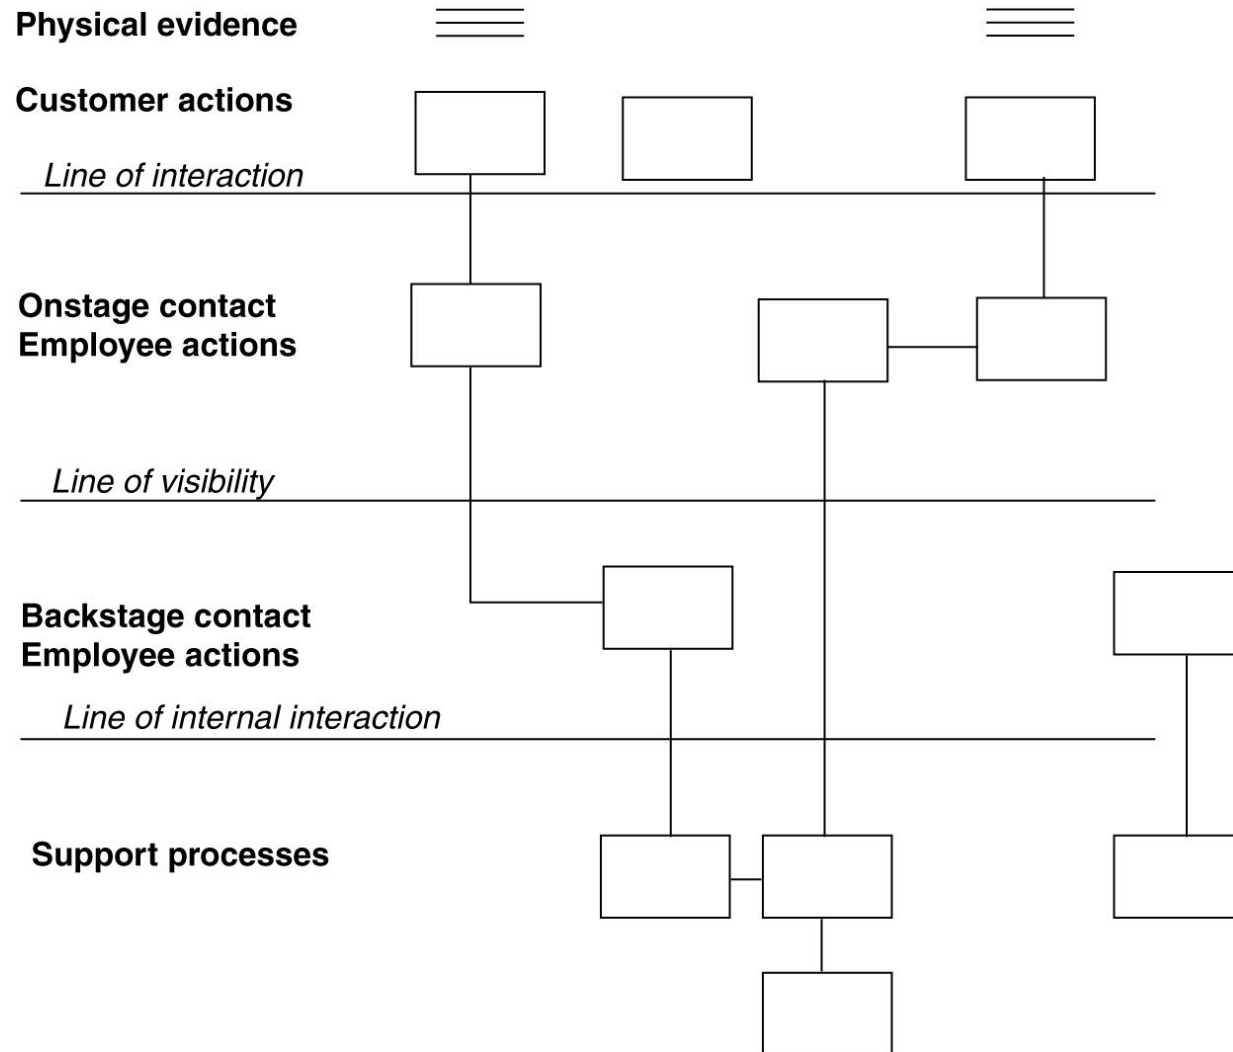 Physical evidence
Customer actions
Line of interaction
Onstage contact
Employee actions
Line of visibility
Backstage contact
Employee actions
Line of internal interaction
Support processes